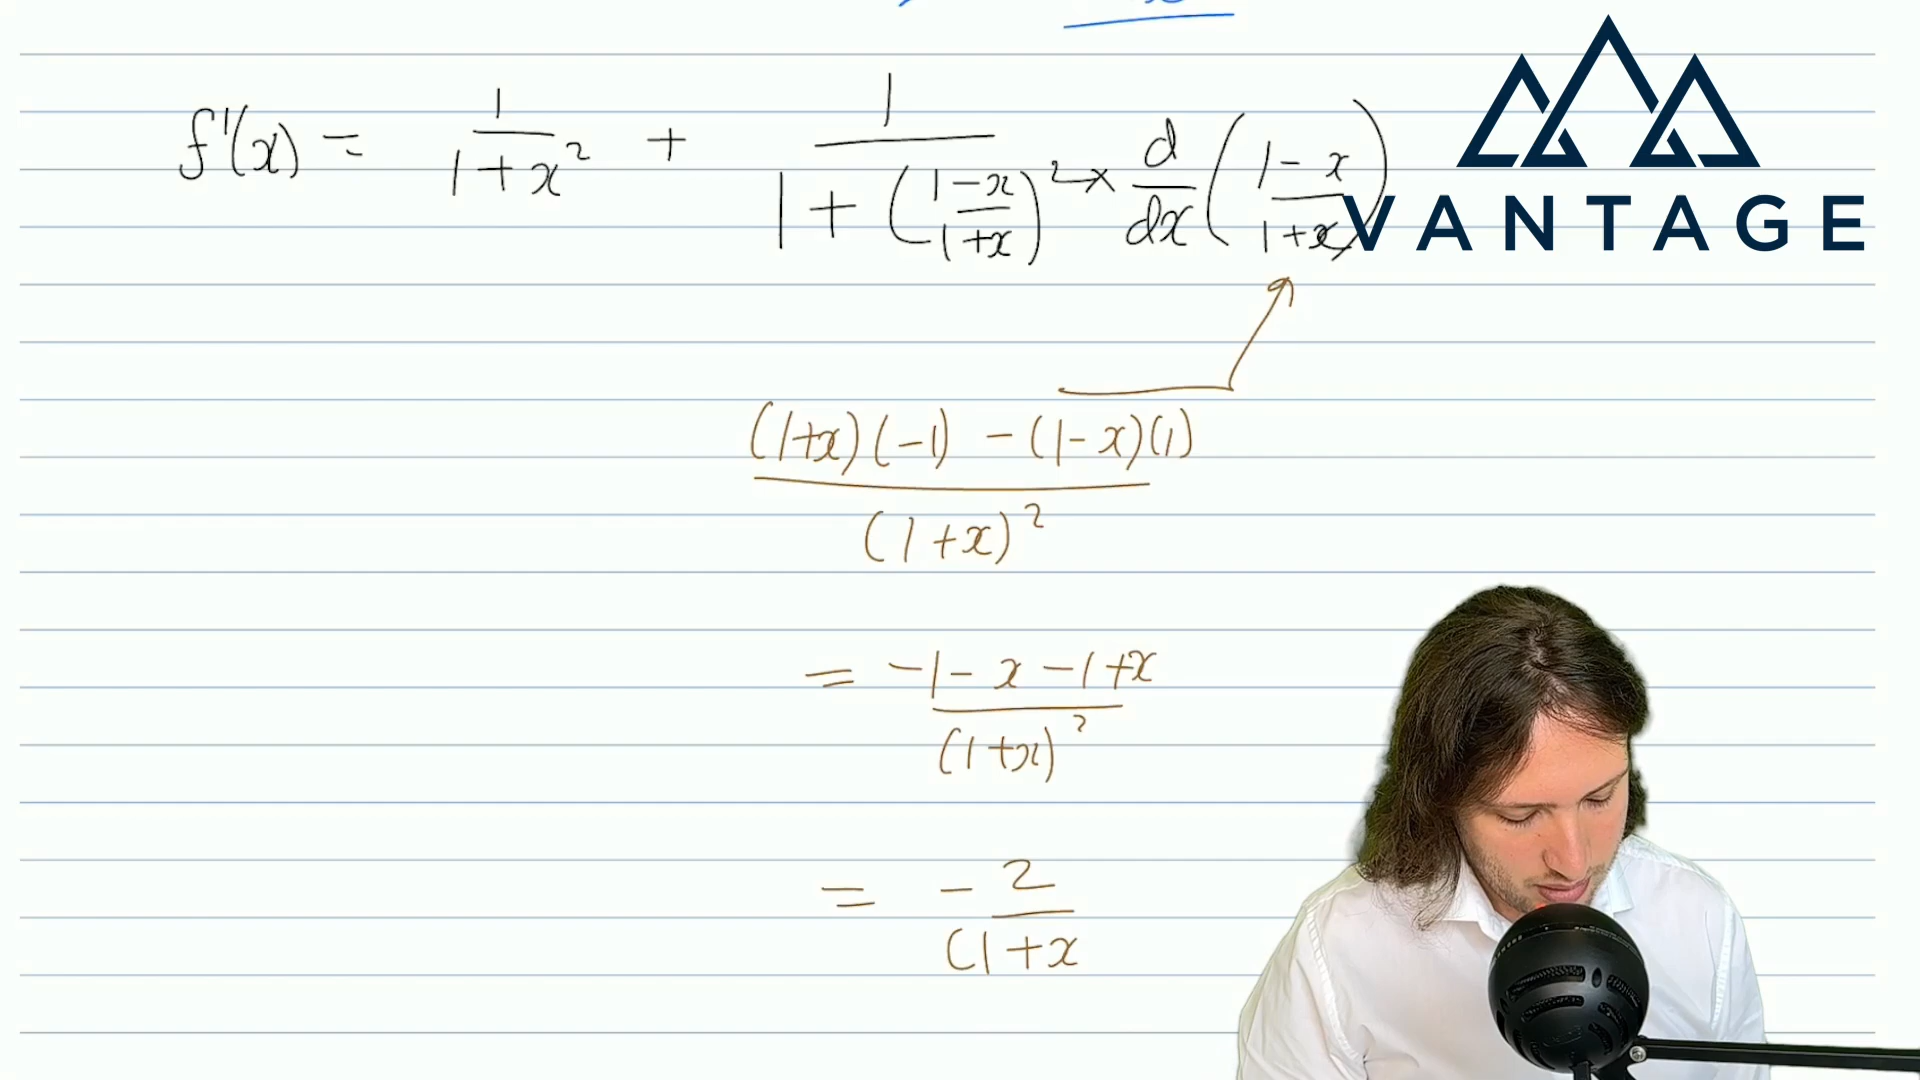 f'(x) = 1/(1+x²) + 1/(1+((1-x)/(1+x))²) × d/dx((1-x)/(1+x))
VANTAGE
((1+x)(-1) - (1-x)(1))/(1+x)²
= (-1-x-1+x)/(1+x)²
= -2/(1+x